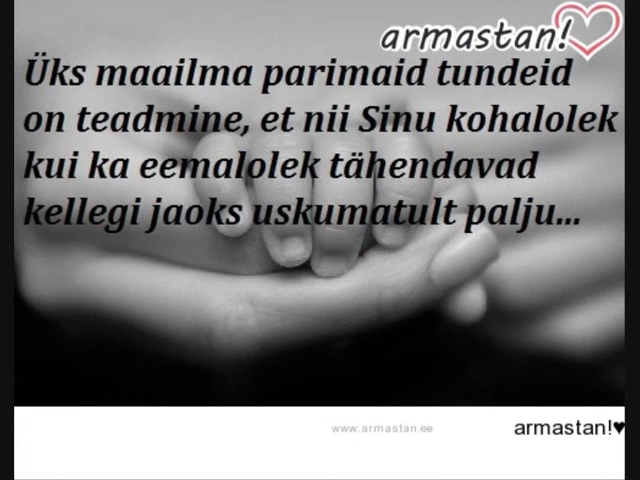 armastan!
Üks maailma parimaid tundeid
on teadmine, et nii Sinu kohalolek
kui ka eemalolek tähendavad
kellegi jaoks uskumatult palju...
www.armastan.ee
armastan!♥